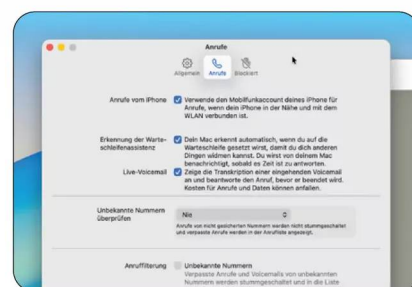 Anrufe
Allgemein Anrufe Blockiert
Anrufe vom iPhone Verwende den Mobilfunkaccount deines iPhone für
Anrufe, wenn dein iPhone in der Nähe und mit dem
WLAN verbunden ist.
Erkennung der Warte- Dein Mac erkennt automatisch, wenn du auf die
schleifenassistenz Warteschleife gesetzt wirst, damit du dich anderen
Dingen widmen kannst. Du wirst von deinem Mac
benachrichtigt, sobald es Zeit ist zu antworten.
Live-Voicemail Zeige die Transkription einer eingehenden Voicemail
an und beantworte den Anruf, bevor er beendet wird.
Kosten für Anrufe und Daten können anfallen.
Unbekannte Nummern
überprüfen
Nie
Anrufe von nicht gesicherten Nummern werden nicht stummgeschaltet
und verpasste Anrufe werden in der Anrufliste angezeigt.
Anruffilterung Unbekannte Nummern
Verpasste Anrufe und Voicemails von unbekannten
Nummern werden stummgeschaltet und in die Liste